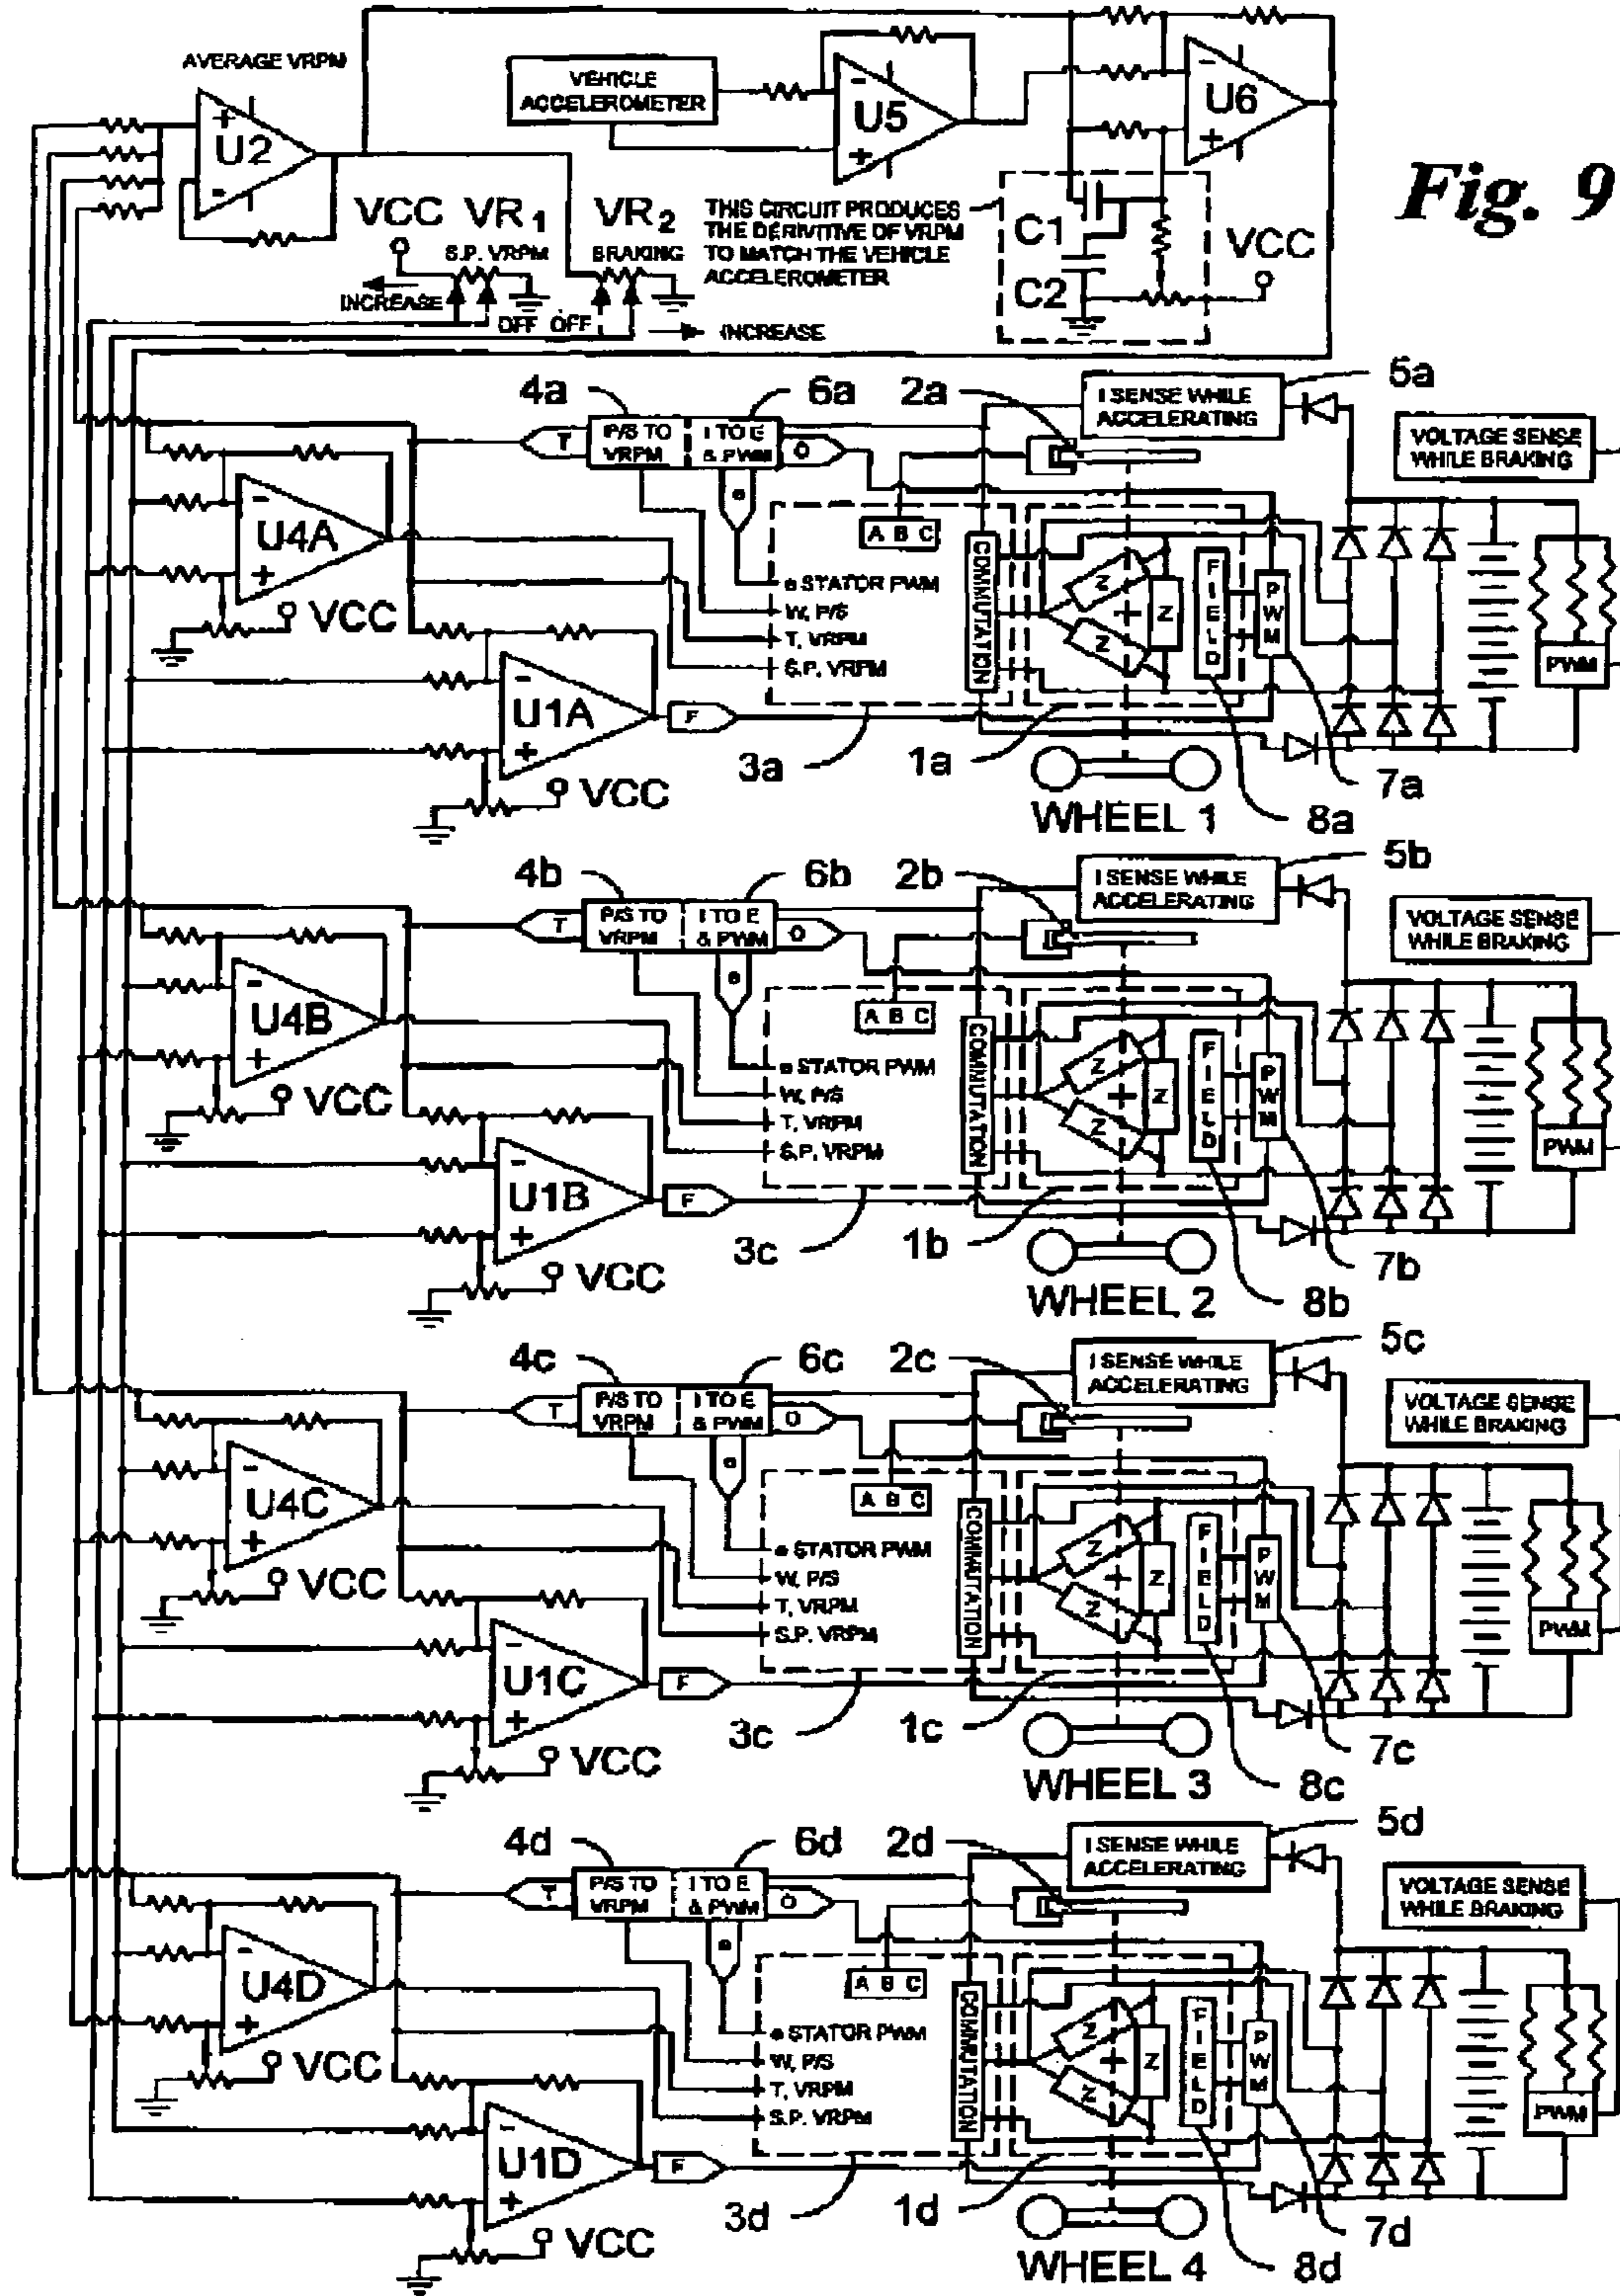 Fig. 9
AVERAGE VRPM
VEHICLE
ACCELEROMETER
U2
U5
U6
VCC VR1 VR2
S.P. VRPM BRAKING
INCREASE
OFF OFF
INCREASE
THIS CIRCUIT PRODUCES
THE DERIVITIVE OF VRPM
TO MATCH THE VEHICLE
ACCELEROMETER
C1
C2
VCC
4a 6a 2a 5a
T
P/S TO
VRPM
I TO E
& PWM
O
I SENSE WHILE
ACCELERATING
VOLTAGE SENSE
WHILE BRAKING
U4A
VCC
U1A
VCC
F
A B C
STATOR PWM
W, P/S
T, VRPM
S.P. VRPM
COMMUTATION
Z
Z
Z
FIELD
PWM
PWM
3a 1a 7a
WHEEL 1 8a
4b 6b 2b 5b
T
P/S TO
VRPM
I TO E
& PWM
O
I SENSE WHILE
ACCELERATING
VOLTAGE SENSE
WHILE BRAKING
U4B
VCC
U1B
VCC
F
A B C
STATOR PWM
W, P/S
T, VRPM
S.P. VRPM
COMMUTATION
Z
Z
Z
FIELD
PWM
PWM
3c 1b 7b
WHEEL 2 8b
4c 6c 2c 5c
T
P/S TO
VRPM
I TO E
& PWM
O
I SENSE WHILE
ACCELERATING
VOLTAGE SENSE
WHILE BRAKING
U4C
VCC
U1C
VCC
F
A B C
STATOR PWM
W, P/S
T, VRPM
S.P. VRPM
COMMUTATION
Z
Z
Z
FIELD
PWM
PWM
3c 1c 7c
WHEEL 3 8c
4d 6d 2d 5d
T
P/S TO
VRPM
I TO E
& PWM
O
I SENSE WHILE
ACCELERATING
VOLTAGE SENSE
WHILE BRAKING
U4D
VCC
U1D
VCC
F
A B C
STATOR PWM
W, P/S
T, VRPM
S.P. VRPM
COMMUTATION
Z
Z
Z
FIELD
PWM
PWM
3d 1d 7d
WHEEL 4 8d